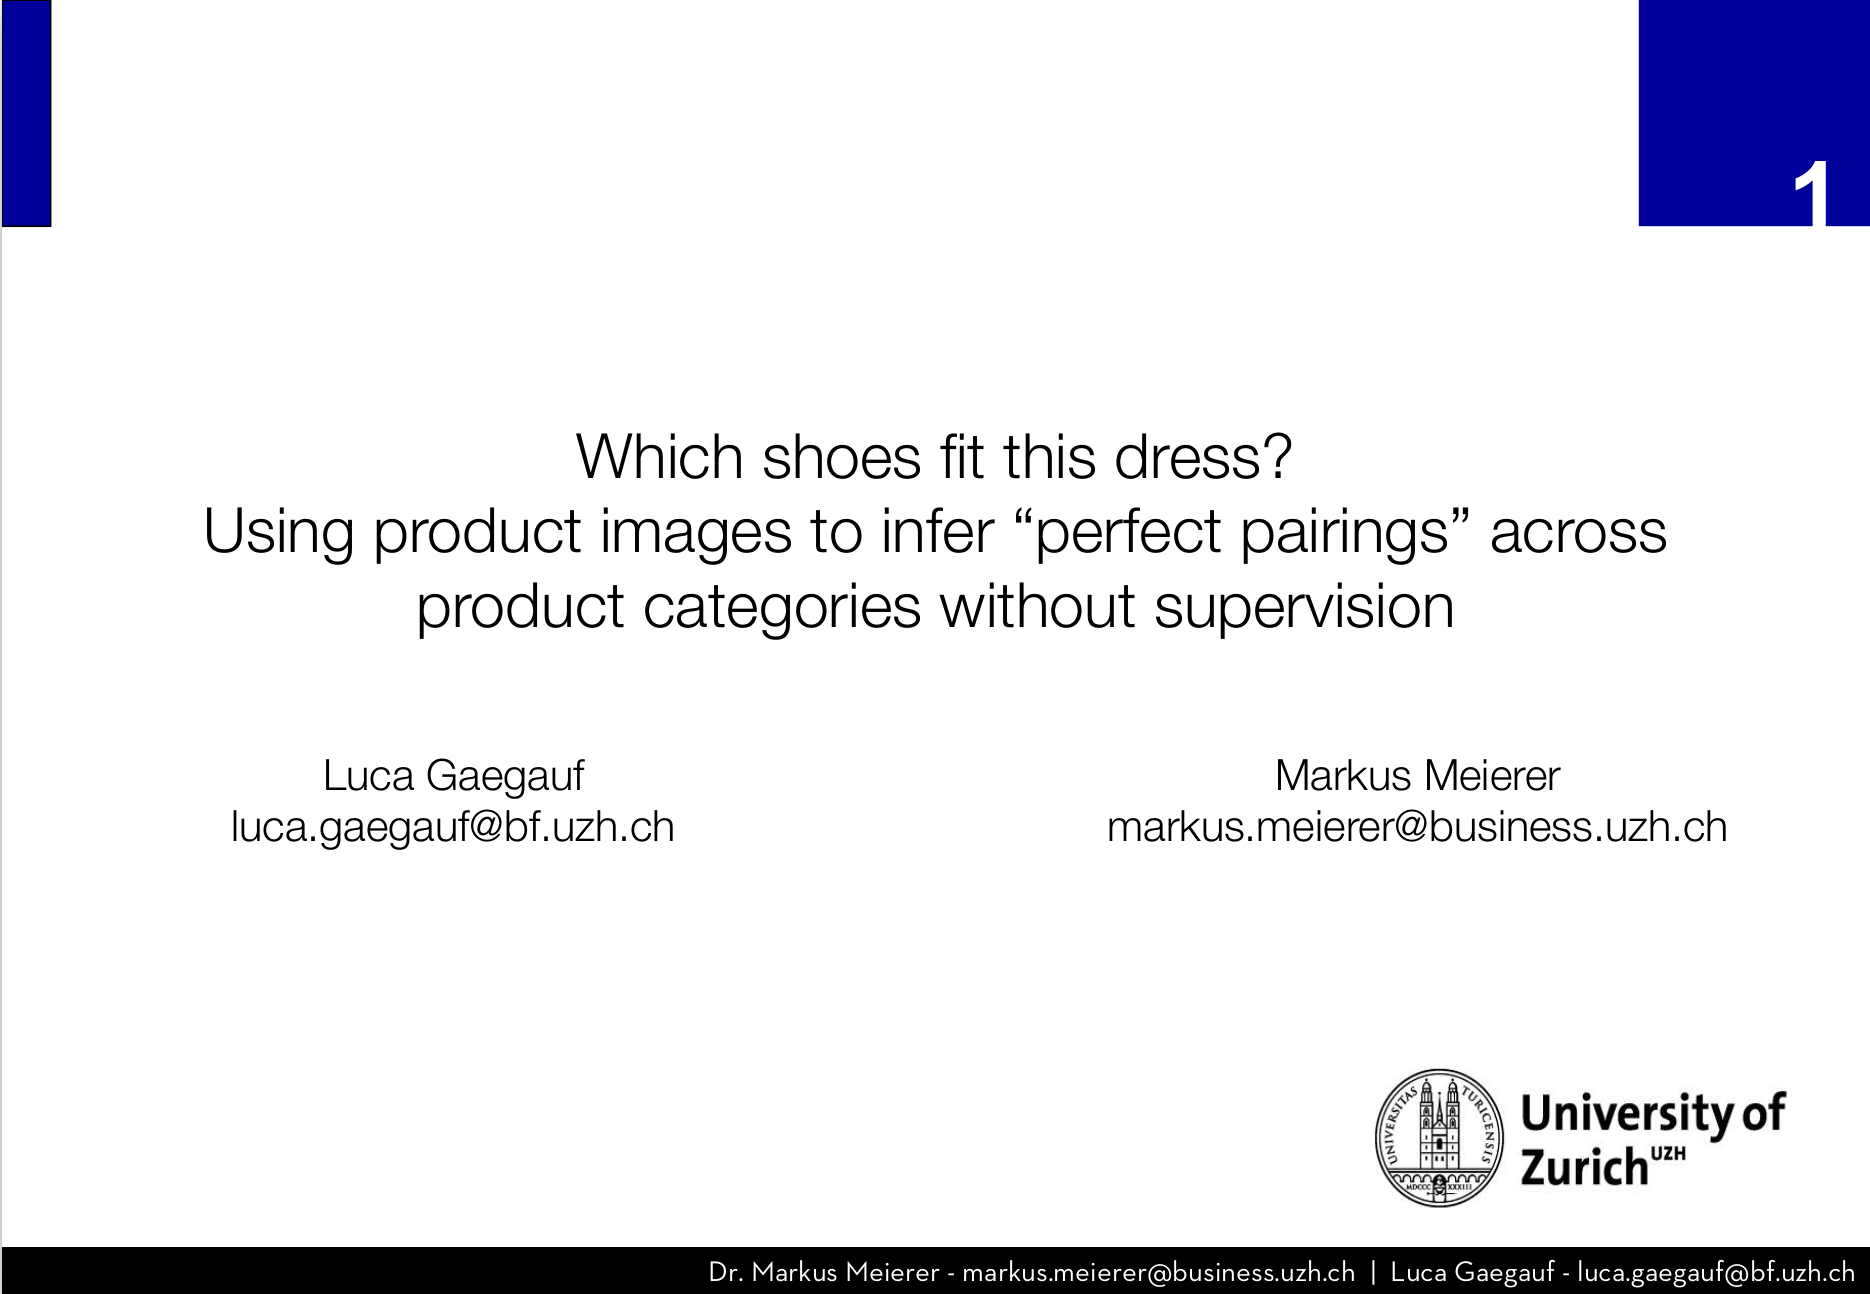 1
Which shoes fit this dress?
Using product images to infer “perfect pairings” across
product categories without supervision
Luca Gaegauf
luca.gaegauf@bf.uzh.ch
Markus Meierer
markus.meierer@business.uzh.ch
UNIVERSITAS TURICENSIS
MDCCC XXXIII
University of
Zurich UZH
Dr. Markus Meierer - markus.meierer@business.uzh.ch | Luca Gaegauf - luca.gaegauf@bf.uzh.ch